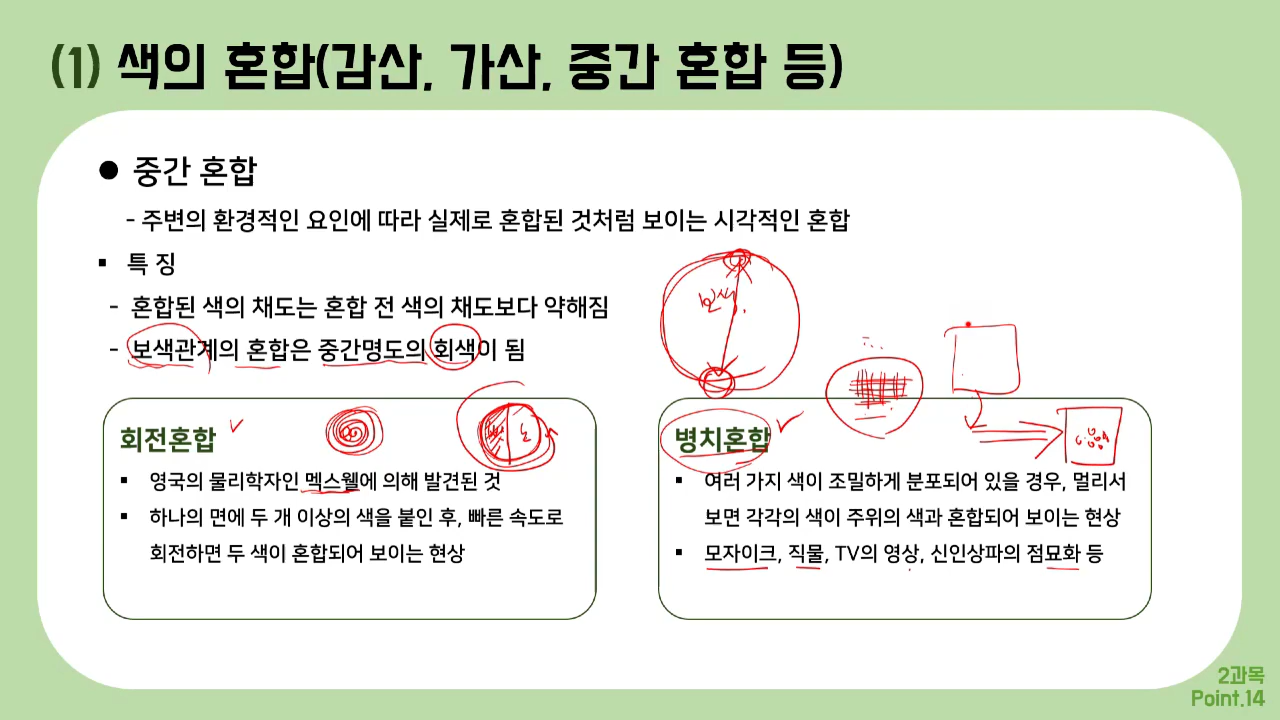 (1) 색의 혼합(감산, 가산, 중간 혼합 등)
● 중간 혼합
- 주변의 환경적인 요인에 따라 실제로 혼합된 것처럼 보이는 시각적인 혼합
▪ 특 징
- 혼합된 색의 채도는 혼합 전 색의 채도보다 약해짐
- 보색관계의 혼합은 중간명도의 회색이 됨
보색.
회전혼합
▪ 영국의 물리학자인 멕스웰에 의해 발견된 것
▪ 하나의 면에 두 개 이상의 색을 붙인 후, 빠른 속도로
회전하면 두 색이 혼합되어 보이는 현상
병치혼합
▪ 여러 가지 색이 조밀하게 분포되어 있을 경우, 멀리서
보면 각각의 색이 주위의 색과 혼합되어 보이는 현상
▪ 모자이크, 직물, TV의 영상, 신인상파의 점묘화 등
2과목
Point.14